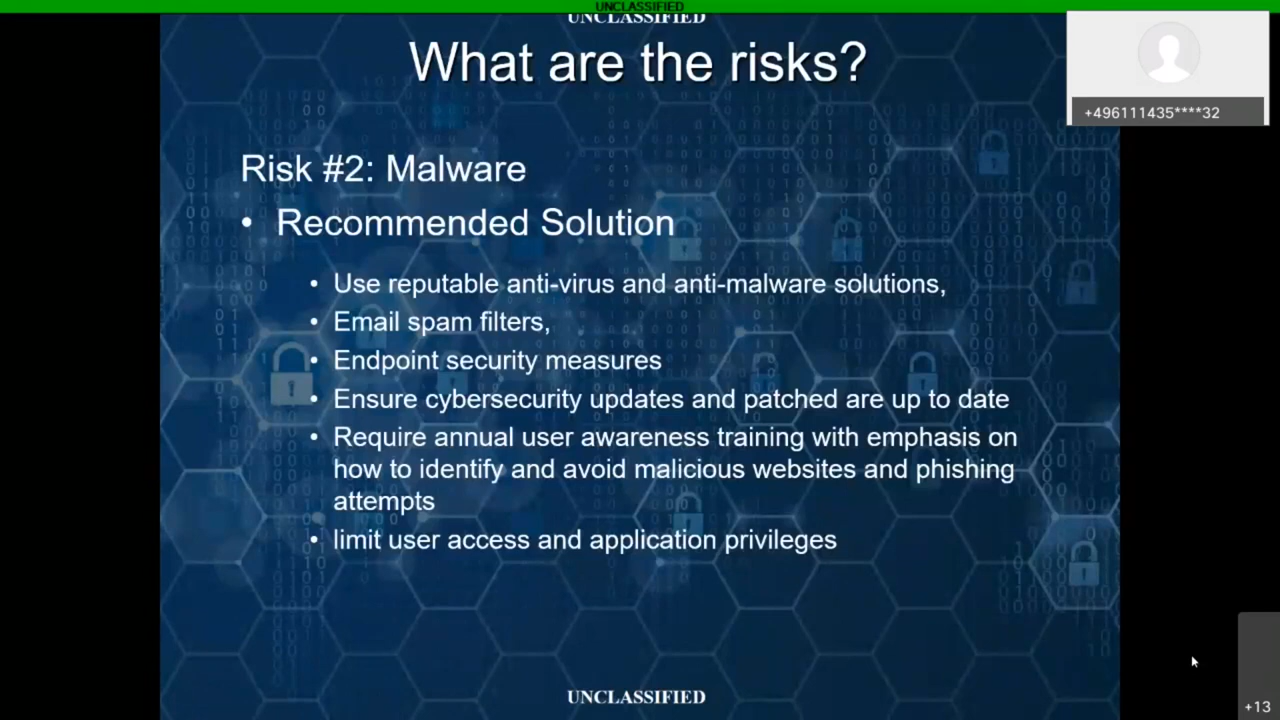 UNCLASSIFIED
UNCLASSIFIED
What are the risks?
+496111435****32
Risk #2: Malware
• Recommended Solution
• Use reputable anti-virus and anti-malware solutions,
• Email spam filters,
• Endpoint security measures
• Ensure cybersecurity updates and patched are up to date
• Require annual user awareness training with emphasis on
how to identify and avoid malicious websites and phishing
attempts
• limit user access and application privileges
UNCLASSIFIED
+13